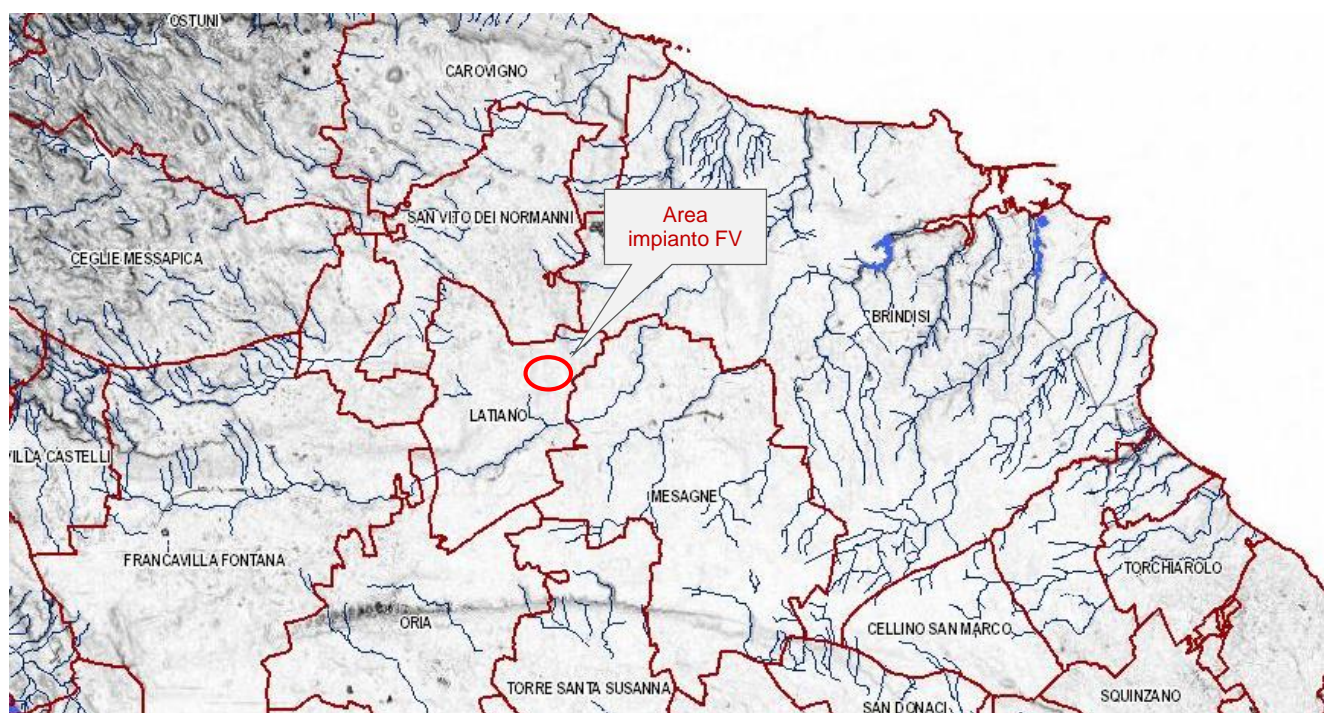 OSTUNI
CAROVIGNO
SAN VITO DEI NORMANNI
Area
impianto FV
CEGLIE MESSAPICA
BRINDISI
LATIANO
VILLA CASTELLI
MESAGNE
FRANCAVILLA FONTANA
TORCHIAROLO
ORIA
CELLINO SAN MARCO
TORRE SANTA SUSANNA
SQUINZANO
SAN DONACI